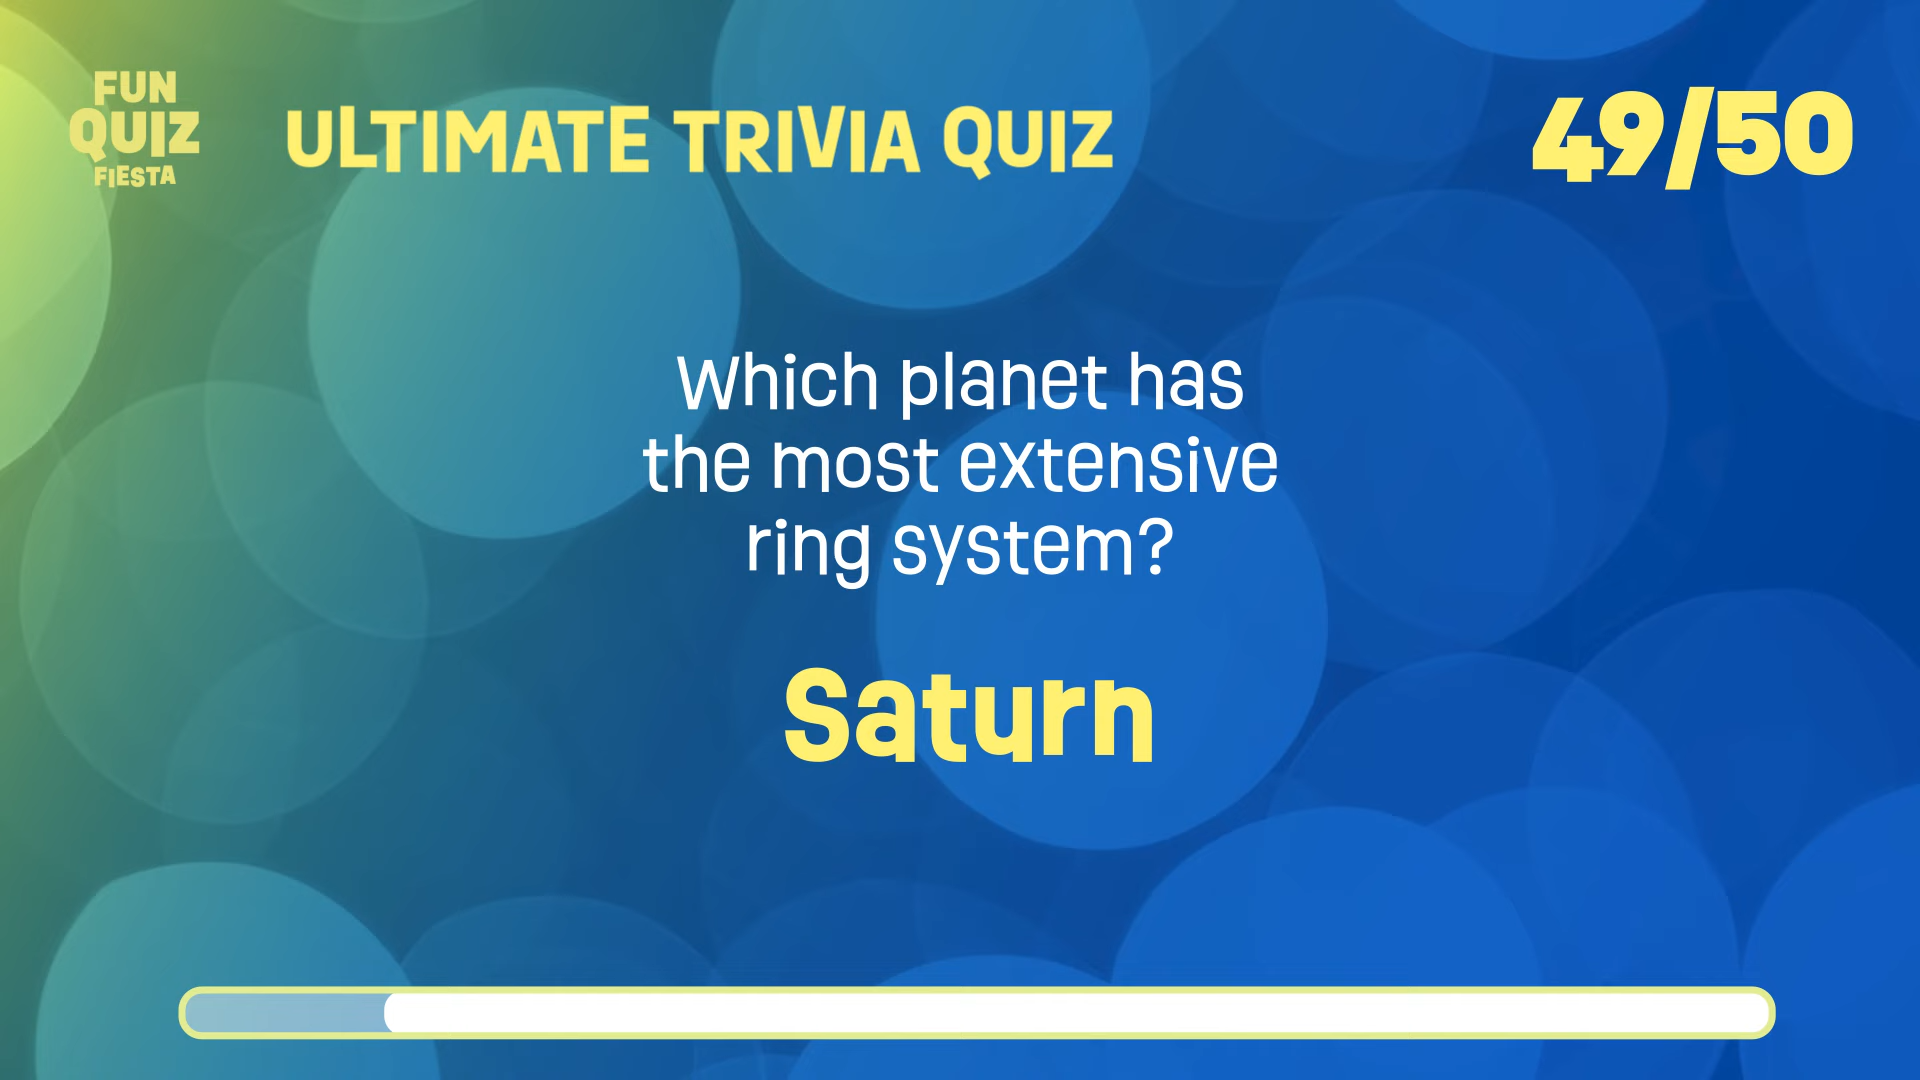 FUN
QUIZ
FIESTA
ULTIMATE TRIVIA QUIZ
49/50
Which planet has
the most extensive
ring system?
Saturn